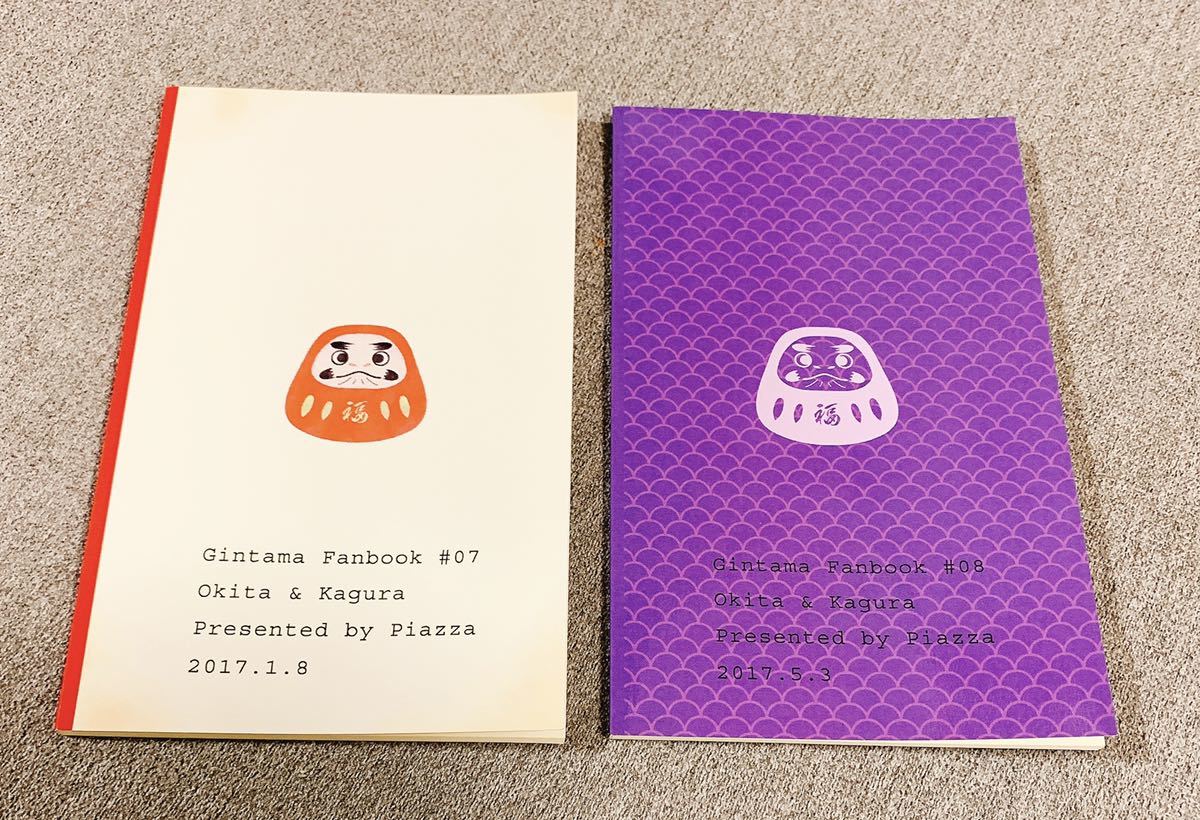 福
Gintama Fanbook #07
Okita & Kagura
Presented by Piazza
2017.1.8
福
Gintama Fanbook #08
Okita & Kagura
Presented by Piazza
2017.5.3